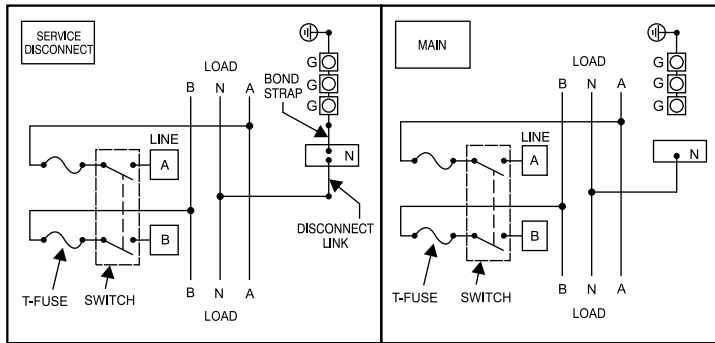 SERVICE
DISCONNECT
LOAD
B N A
BOND
STRAP
G
G
G
LINE
A
N
B
DISCONNECT
LINK
T-FUSE
SWITCH
B N A
LOAD
MAIN
LOAD
B N A
G
G
G
LINE
A
N
B
T-FUSE
SWITCH
B N A
LOAD